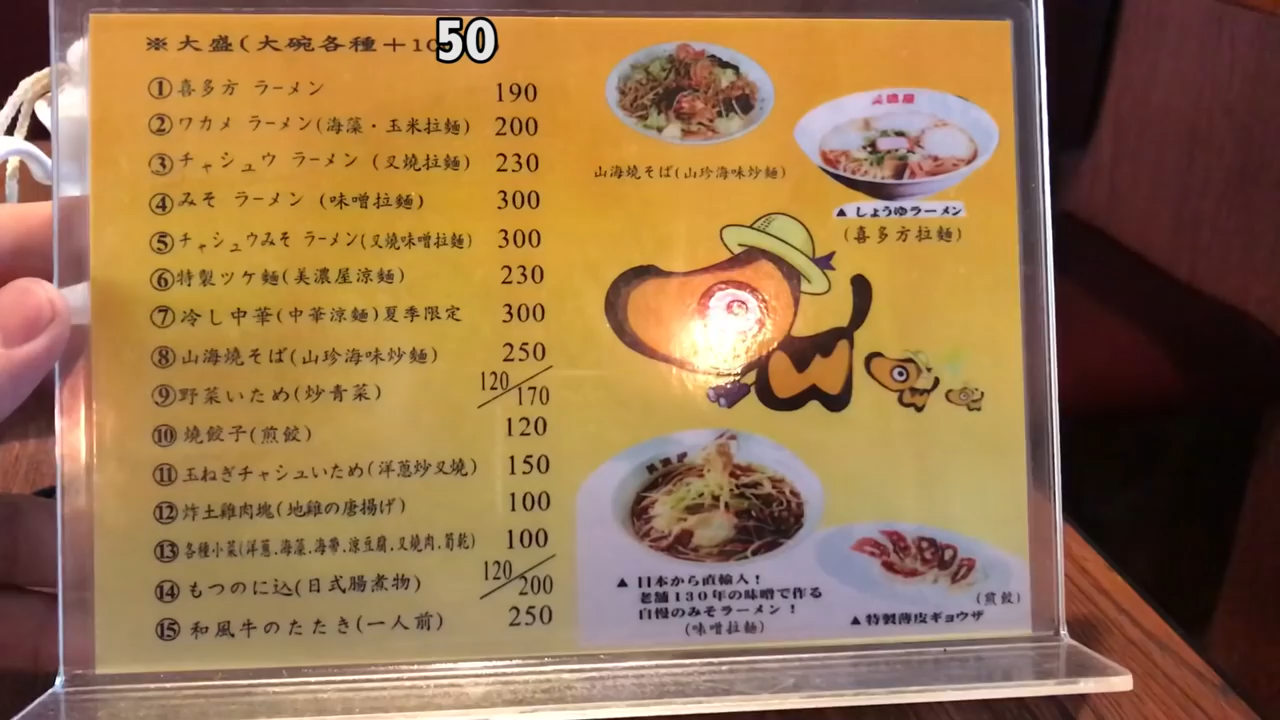 ※大盛(大碗各種＋10
50
①喜多方 ラーメン 190
②ワカメ ラーメン(海藻・玉米拉麵) 200
③チャシュウ ラーメン (叉燒拉麵) 230
④みそ ラーメン (味噌拉麵) 300
⑤チャシュウみそ ラーメン(叉燒味噌拉麵) 300
⑥特製ツケ麵(美濃屋涼麵) 230
⑦冷し中華(中華涼麵)夏季限定 300
⑧山海燒そば(山珍海味炒麵) 250
⑨野菜いため(炒青菜) 120/170
⑩燒餃子(煎餃) 120
⑪玉ねぎチャシュいため(洋蔥炒叉燒) 150
⑫炸土雞肉塊(地雞の唐揚げ) 100
⑬各種小菜(洋蔥.海藻.海帶.涼豆腐.叉燒肉.筍乾) 100
⑭もつのに込(日式腸煮物) 120/200
⑮和風牛のたたき(一人前) 250
山海燒そば(山珍海味炒麵)
▲しょうゆラーメン
(喜多方拉麵)
▲日本から直輸入！
老舗130年の味噌で作る
自慢のみそラーメン！
(味噌拉麵)
(煎餃)
▲特製薄皮ギョウザ